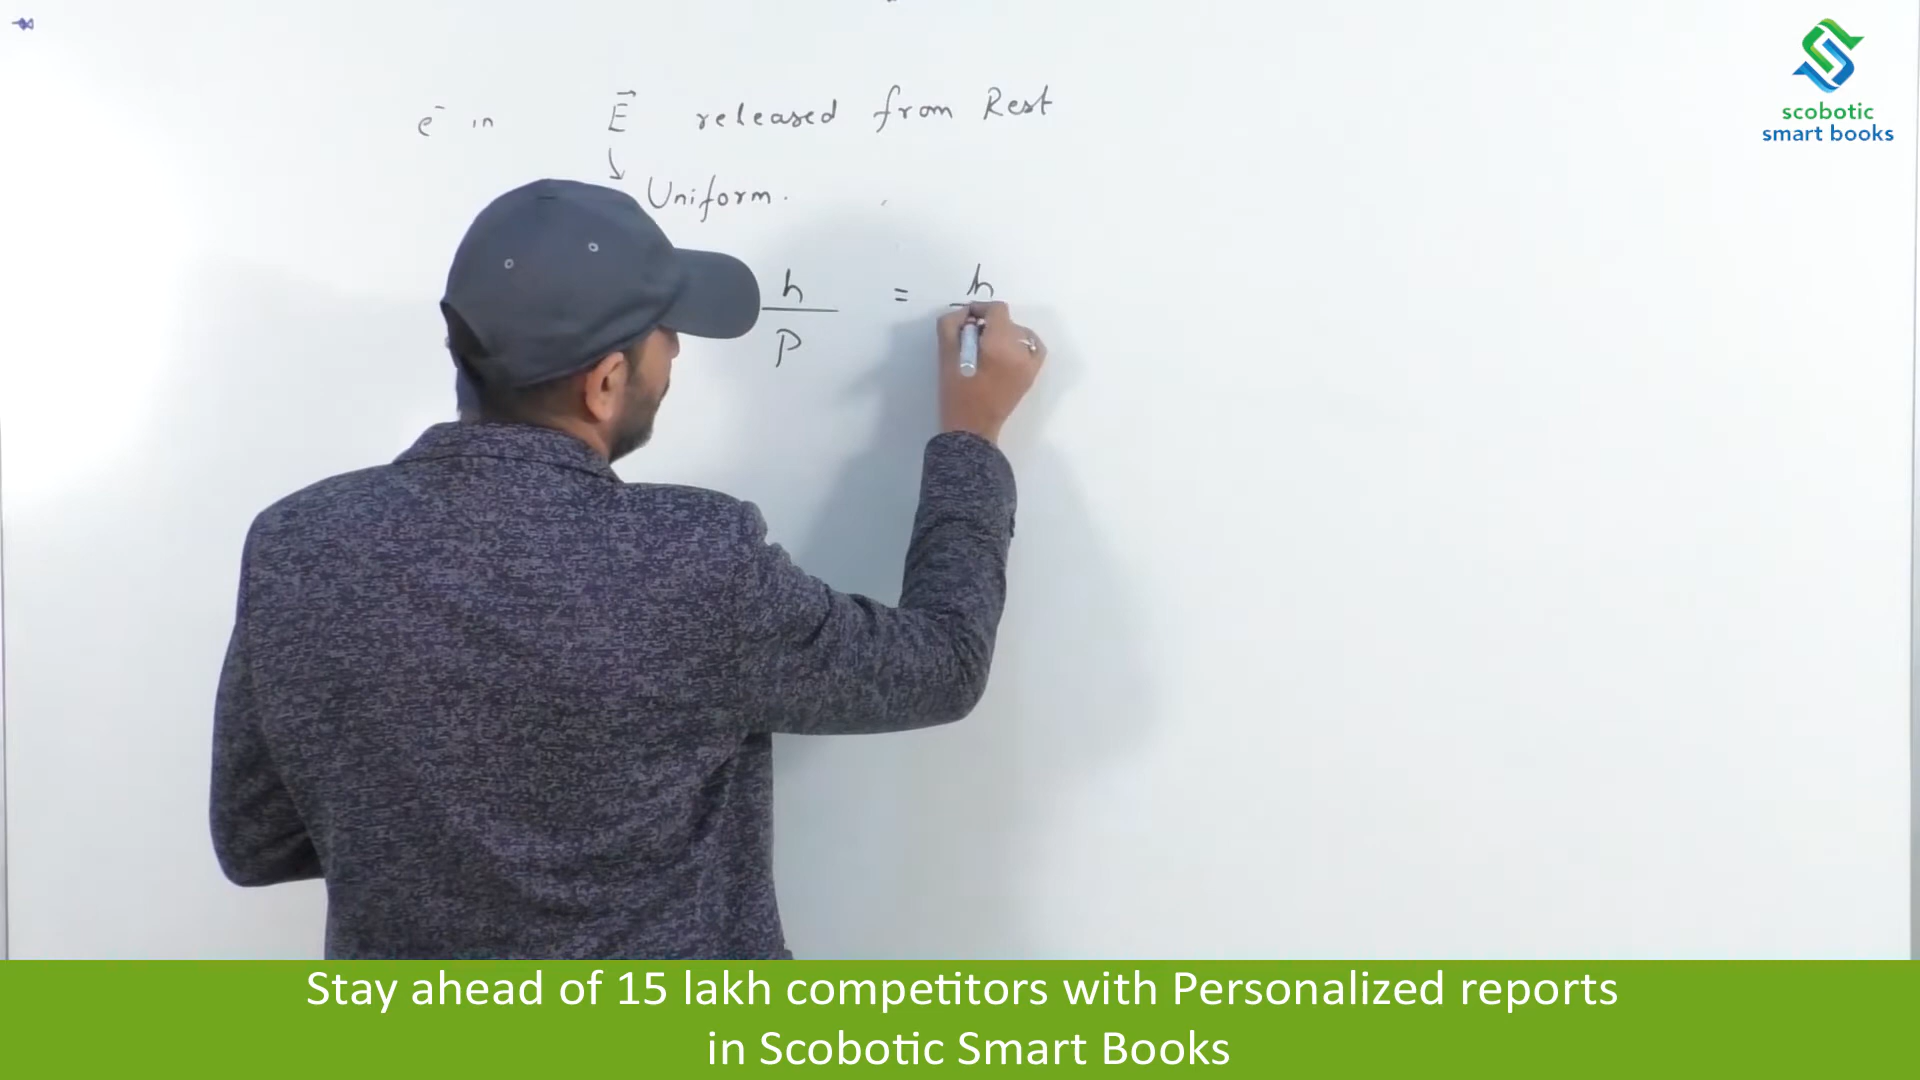 e⁻ in E⃗ released from Rest
↓ Uniform.
h/P = h
scobotic
smart books
Stay ahead of 15 lakh competitors with Personalized reports
in Scobotic Smart Books